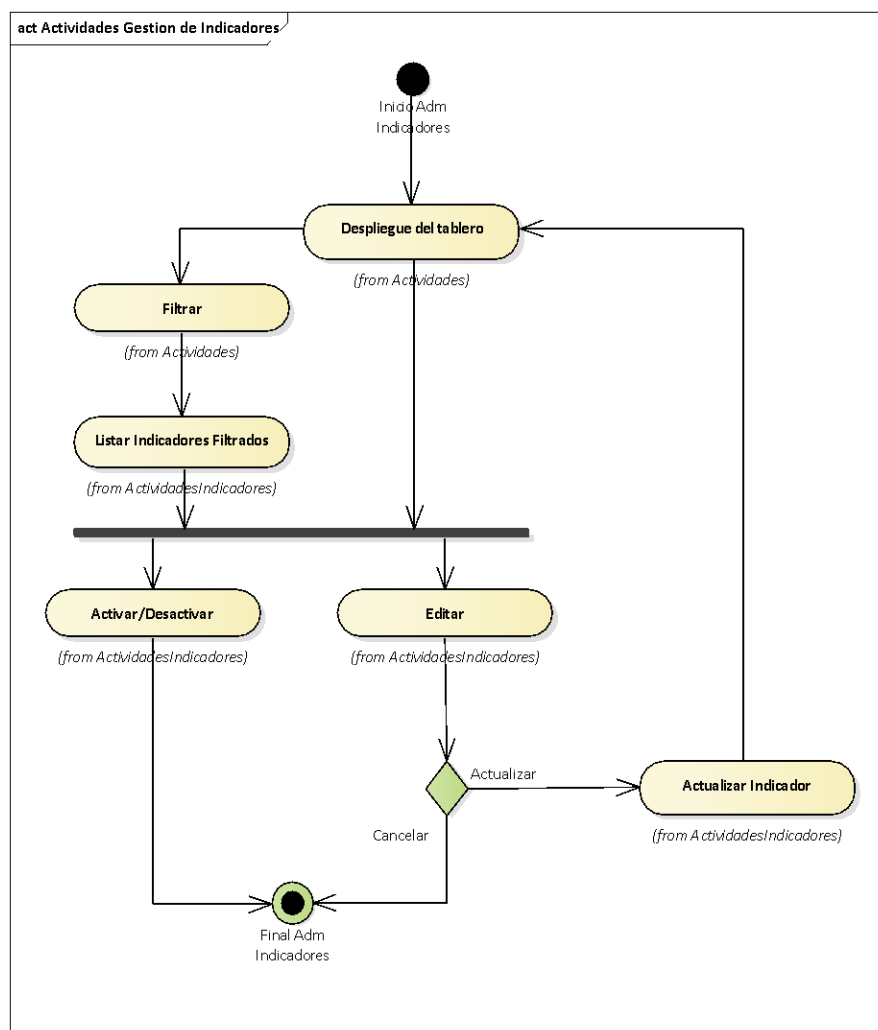 act Actividades Gestion de Indicadores
Inicio Adm
Indicadores
Despliegue del tablero
(from Actividades)
Filtrar
(from Actividades)
Listar Indicadores Filtrados
(from ActividadesIndicadores)
Activar/Desactivar
(from ActividadesIndicadores)
Editar
(from ActividadesIndicadores)
Actualizar
Actualizar Indicador
(from ActividadesIndicadores)
Cancelar
Final Adm
Indicadores